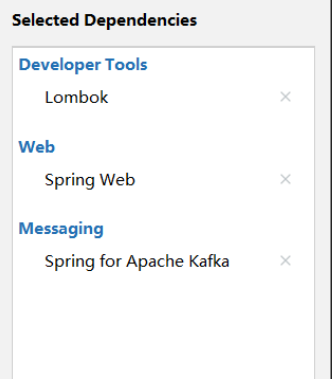 Selected Dependencies
Developer Tools
Lombok
Web
Spring Web
Messaging
Spring for Apache Kafka